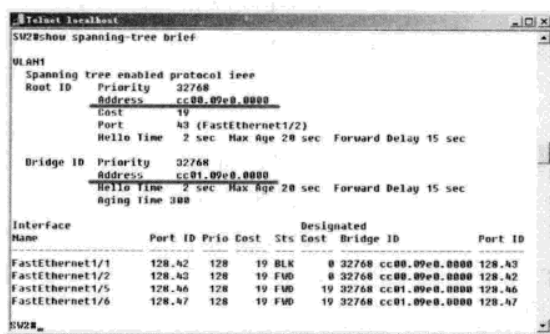 Telnet localhost
SW2#show spanning-tree brief
VLAN1
Spanning tree enabled protocol ieee
Root ID Priority 32768
Address cc00.09e0.0000
Cost 19
Port 43 (FastEthernet1/2)
Hello Time 2 sec Max Age 20 sec Forward Delay 15 sec
Bridge ID Priority 32768
Address cc01.09e0.0000
Hello Time 2 sec Max Age 20 sec Forward Delay 15 sec
Aging Time 300
Interface Designated
Name Port ID Prio Cost Sts Cost Bridge ID Port ID
FastEthernet1/1 128.42 128 19 BLK 0 32768 cc00.09e0.0000 128.43
FastEthernet1/2 128.43 128 19 FWD 0 32768 cc00.09e0.0000 128.42
FastEthernet1/5 128.46 128 19 FWD 19 32768 cc01.09e0.0000 128.46
FastEthernet1/6 128.47 128 19 FWD 19 32768 cc01.09e0.0000 128.47
SW2#_